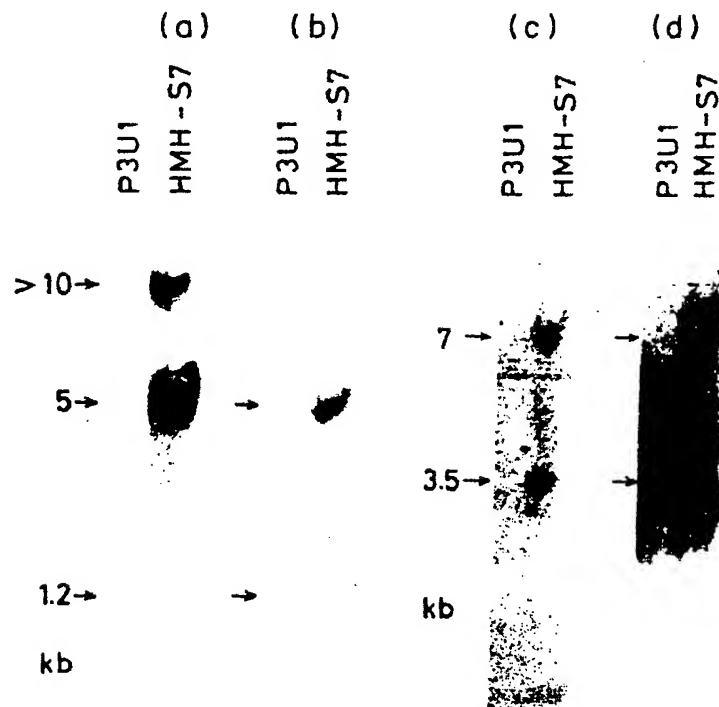 (a) (b) (c) (d)
P3U1
HMH-S7
P3U1
HMH-S7
P3U1
HMH-S7
P3U1
HMH-S7
> 10→
5→ →
1.2→ →
kb
7→ →
3.5→ →
kb